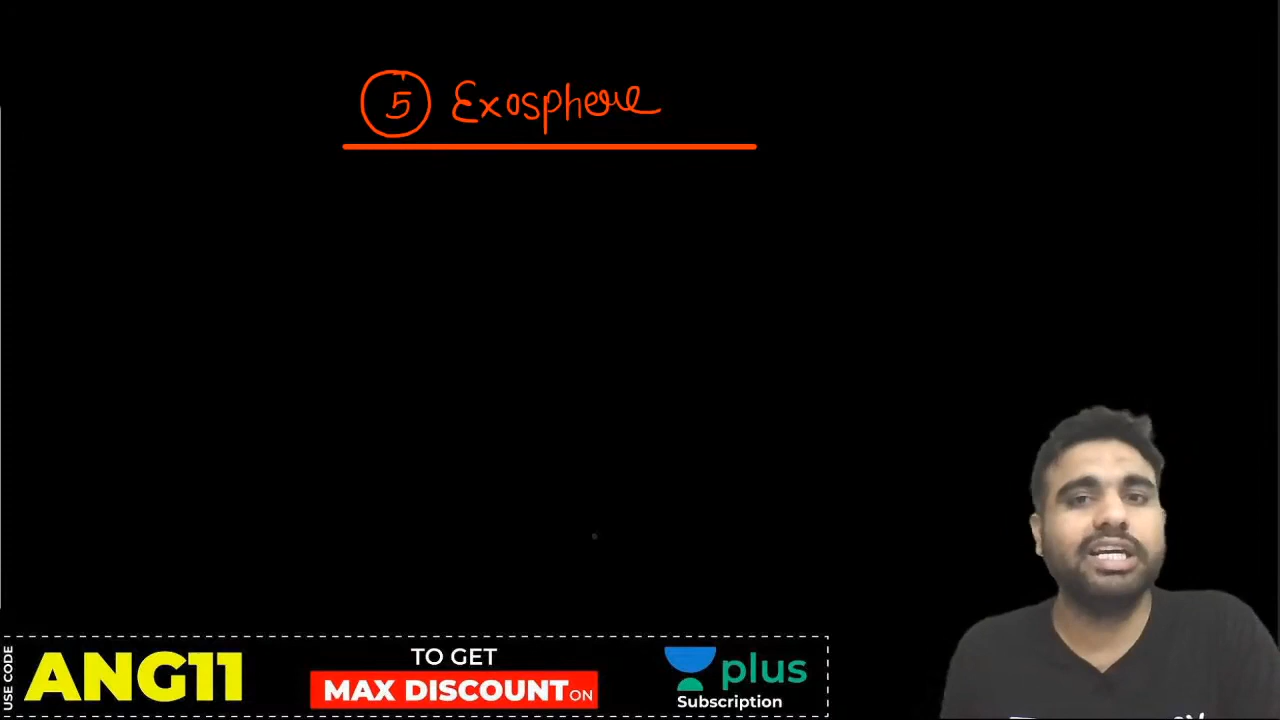 5 Exosphere
USE CODE
ANG11
TO GET
MAX DISCOUNT ON
plus
Subscription